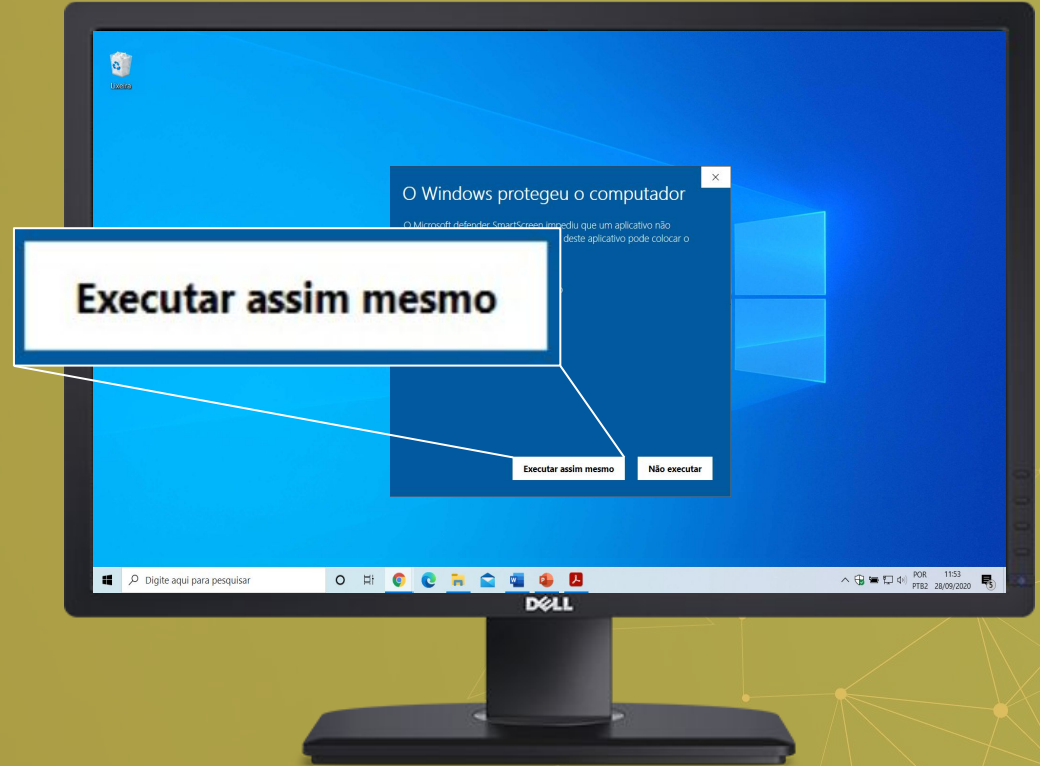 Lixeira
O Windows protegeu o computador
O Microsoft defender SmartScreen impediu que um aplicativo não
deste aplicativo pode colocar o
Executar assim mesmo
Executar assim mesmo
Não executar
Digite aqui para pesquisar
POR
PTB2
11:53
28/09/2020
5
DELL